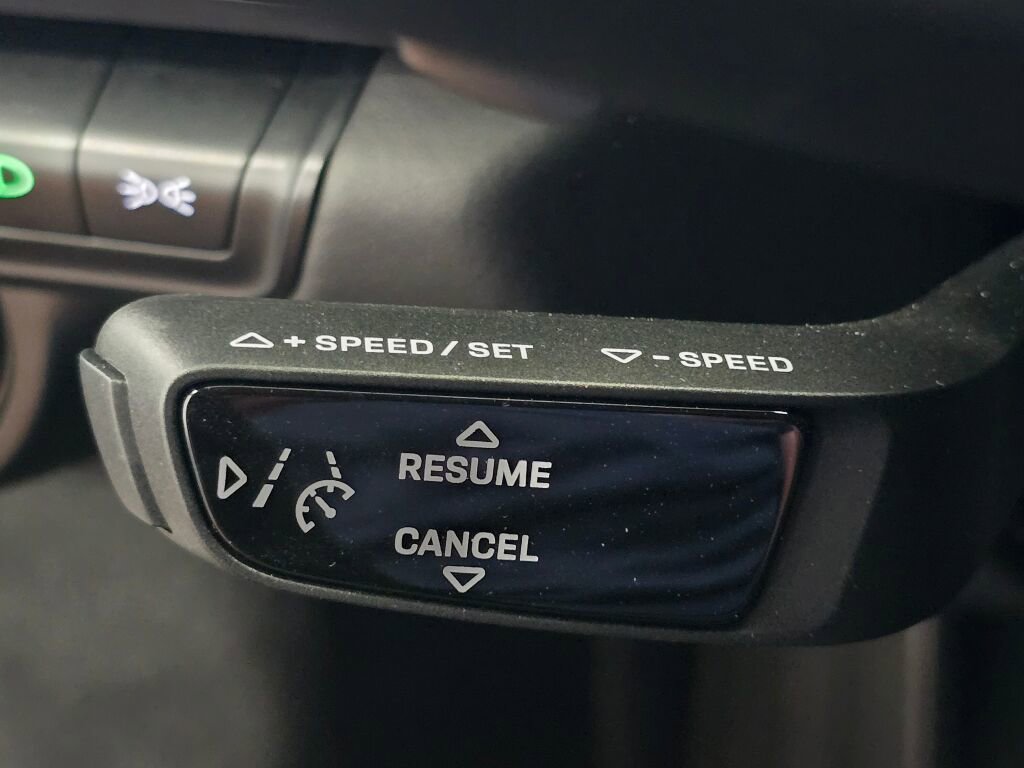 + SPEED / SET
- SPEED
RESUME
CANCEL